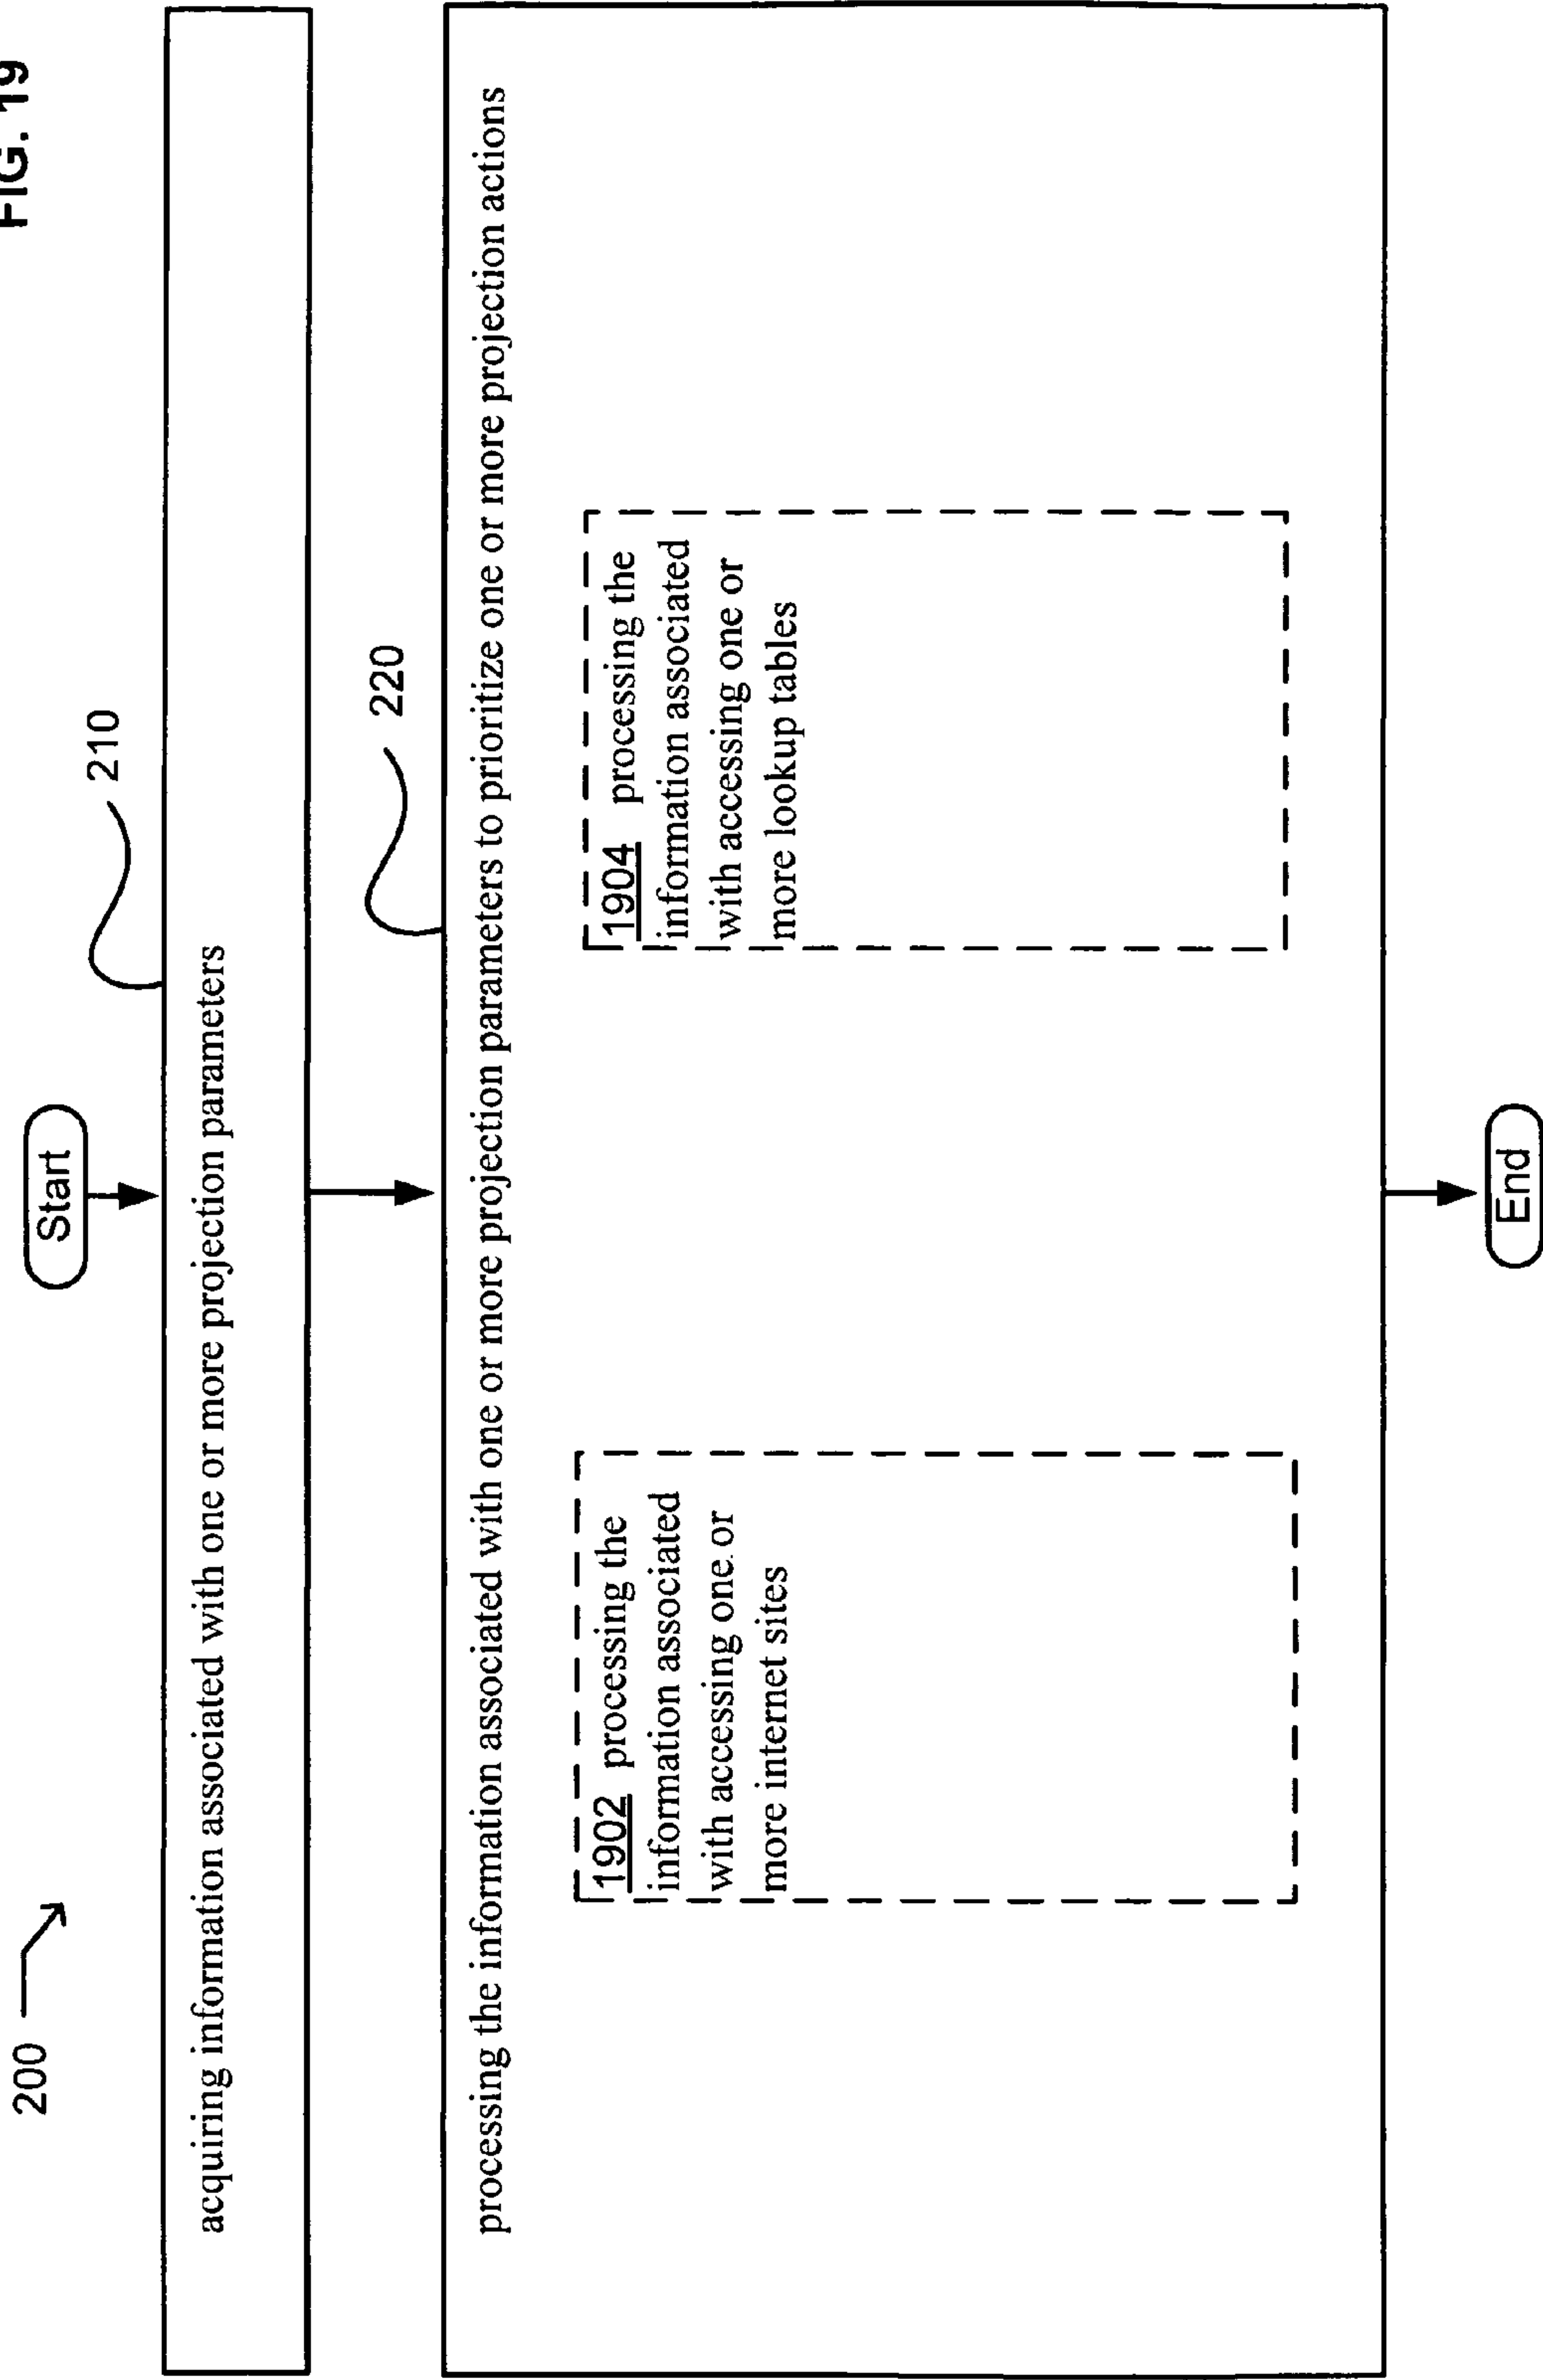 FIG. 19
200
Start
210
acquiring information associated with one or more projection parameters
220
processing the information associated with one or more projection parameters to prioritize one or more projection actions
1902 processing the
information associated
with accessing one or
more internet sites
1904 processing the
information associated
with accessing one or
more lookup tables
End